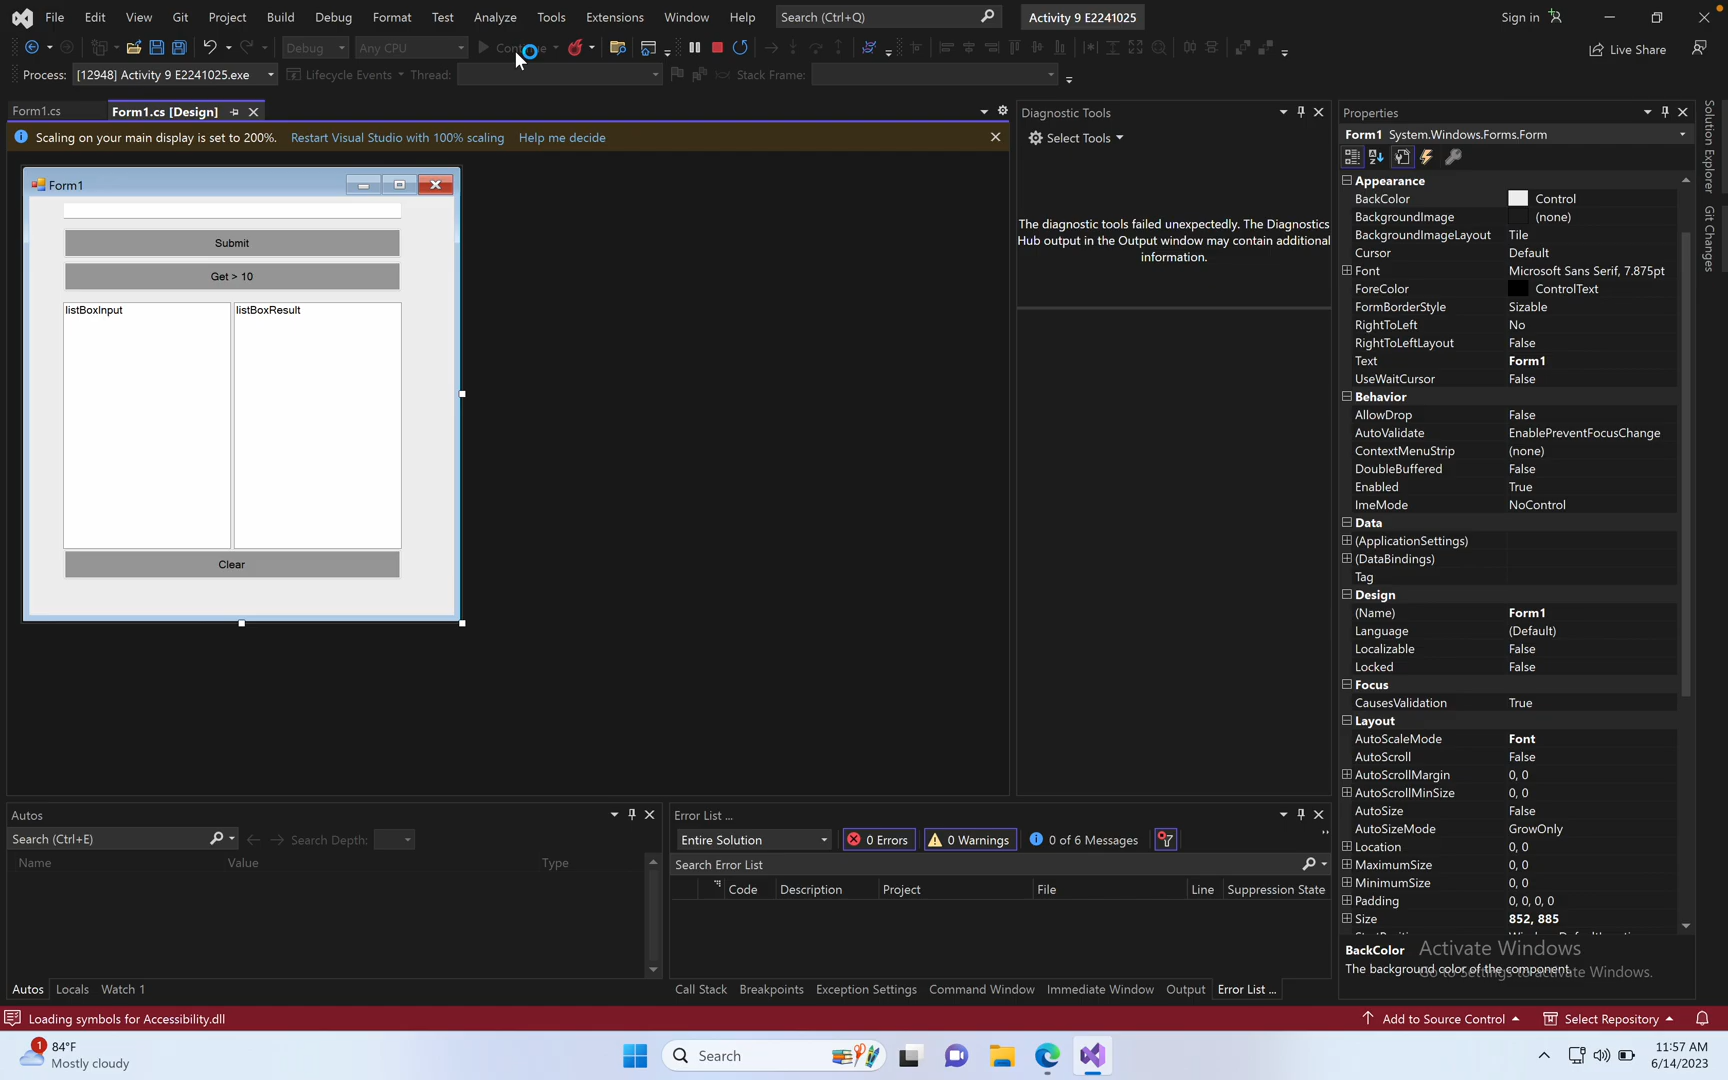 File Edit View Git Project Build Debug Format Test Analyze Tools Extensions Window Help Search (Ctrl+Q) Activity 9 E2241025 Sign in
Debug Any CPU Live Share
Process: [12948] Activity 9 E2241025.exe Lifecycle Events Thread: Stack Frame:
Form1.cs Form1.cs [Design] Diagnostic Tools Properties
Scaling on your main display is set to 200%. Restart Visual Studio with 100% scaling Help me decide
Select Tools
Form1
Submit
Get > 10
listBoxInput listBoxResult
Clear
The diagnostic tools failed unexpectedly. The Diagnostics
Hub output in the Output window may contain additional
information.
Form1 System.Windows.Forms.Form
Appearance
BackColor Control
BackgroundImage (none)
BackgroundImageLayout Tile
Cursor Default
Font Microsoft Sans Serif, 7.875pt
ForeColor ControlText
FormBorderStyle Sizable
RightToLeft No
RightToLeftLayout False
Text Form1
UseWaitCursor False
Behavior
AllowDrop False
AutoValidate EnablePreventFocusChange
ContextMenuStrip (none)
DoubleBuffered False
Enabled True
ImeMode NoControl
Data
(ApplicationSettings)
(DataBindings)
Tag
Design
(Name) Form1
Language (Default)
Localizable False
Locked False
Focus
CausesValidation True
Layout
AutoScaleMode Font
AutoScroll False
AutoScrollMargin 0, 0
AutoScrollMinSize 0, 0
AutoSize False
AutoSizeMode GrowOnly
Location 0, 0
MaximumSize 0, 0
MinimumSize 0, 0
Padding 0, 0, 0, 0
Size 852, 885
BackColor
The background color of the component.
Activate Windows
Go to Settings to activate Windows.
Solution Explorer
Git Changes
Autos
Search (Ctrl+E) Search Depth:
Name Value Type
Autos Locals Watch 1
Error List ...
Entire Solution 0 Errors 0 Warnings 0 of 6 Messages
Search Error List
Code Description Project File Line Suppression State
Call Stack Breakpoints Exception Settings Command Window Immediate Window Output Error List ...
Loading symbols for Accessibility.dll Add to Source Control Select Repository
1
84°F
Mostly cloudy
Search
11:57 AM
6/14/2023